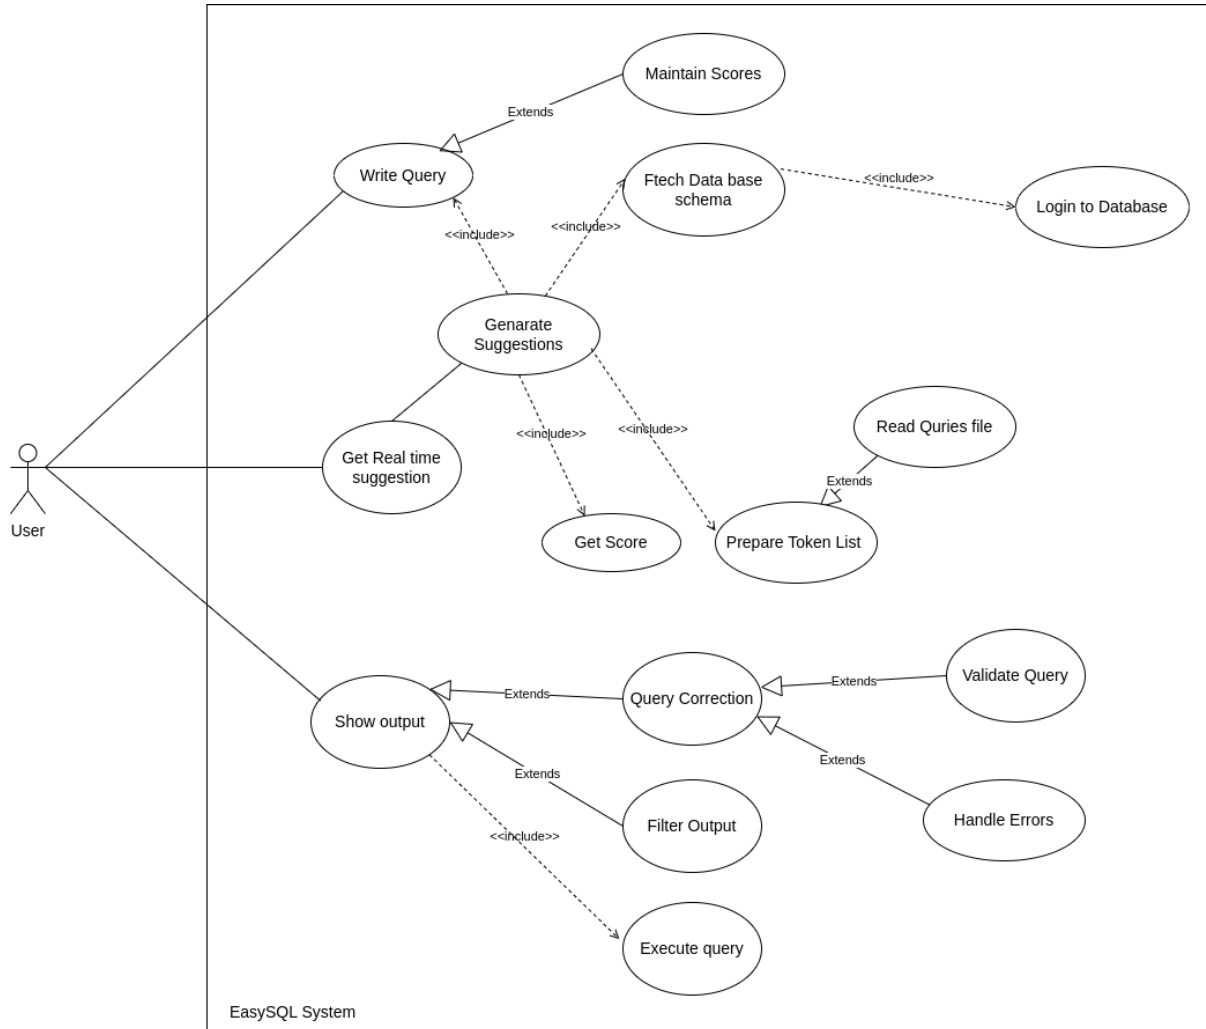 Maintain Scores
Extends
Write Query
Ftech Data base
schema
<<include>>
Login to Database
<<include>>
<<include>>
Genarate
Suggestions
Read Quries file
<<include>>
<<include>>
Get Real time
suggestion
Extends
User
Get Score
Prepare Token List
Validate Query
Extends
Query Correction
Extends
Show output
Extends
Extends
Handle Errors
Filter Output
<<include>>
Execute query
EasySQL System